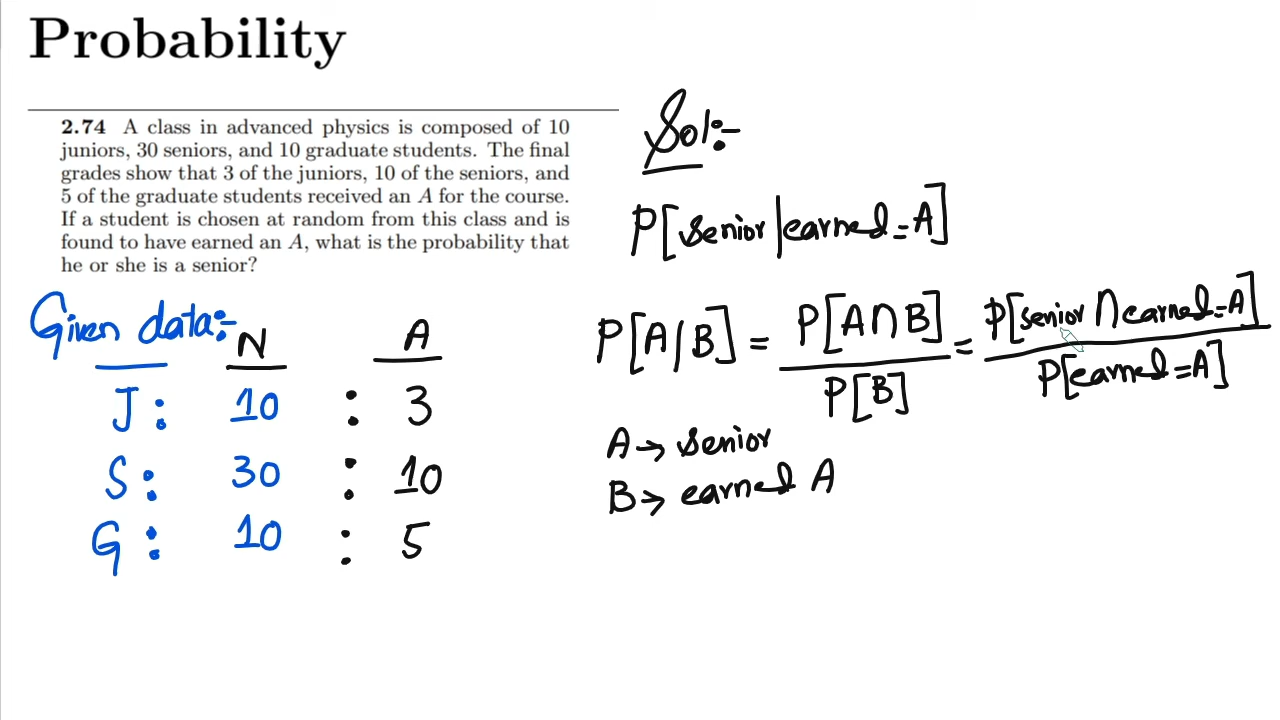 Probability
2.74 A class in advanced physics is composed of 10
juniors, 30 seniors, and 10 graduate students. The final
grades show that 3 of the juniors, 10 of the seniors, and
5 of the graduate students received an A for the course.
If a student is chosen at random from this class and is
found to have earned an A, what is the probability that
he or she is a senior?
Given data:-
N A
J : 10 : 3
S : 30 : 10
G : 10 : 5
Sol:-
P[senior|earned=A]
P[A|B] = P[A∩B] / P[B] = P[senior ∩ earned=A] / P[earned=A]
A → senior
B → earned A